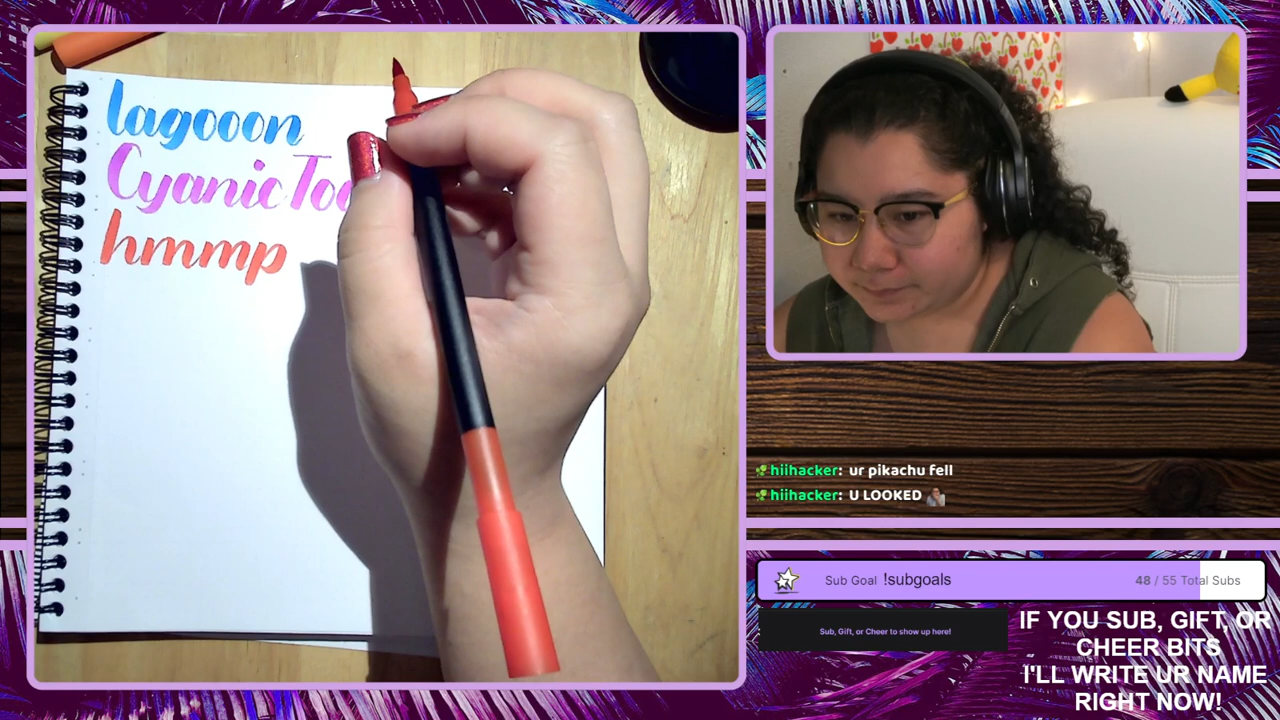 lagooon
Cyanic
hmmp
hiihacker: ur pikachu fell
hiihacker: U LOOKED
Sub Goal !subgoals 48 / 55 Total Subs
Sub, Gift, or Cheer to show up here!
IF YOU SUB, GIFT, OR
CHEER BITS
I'LL WRITE UR NAME
RIGHT NOW!